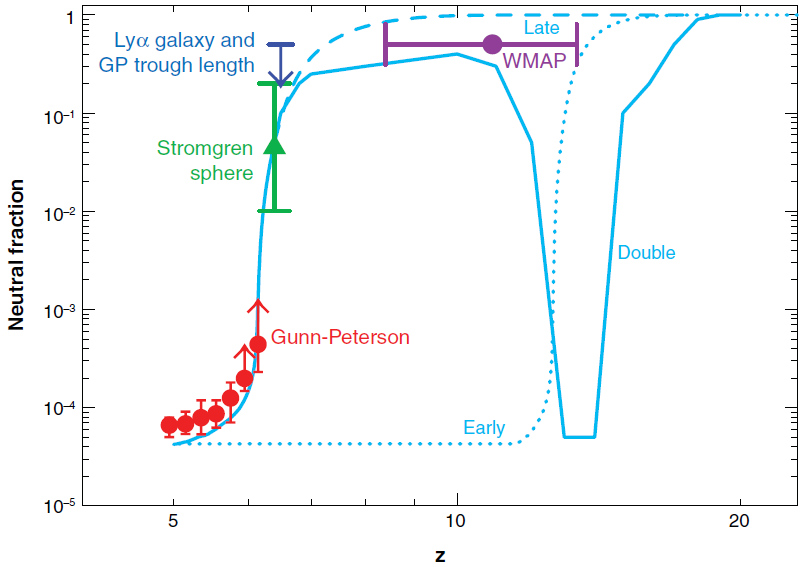 1
Lyα galaxy and
GP trough length
Late
WMAP
10⁻¹
Stromgren
sphere
10⁻²
Neutral fraction
Double
10⁻³
Gunn-Peterson
10⁻⁴
Early
10⁻⁵
5
10
20
z